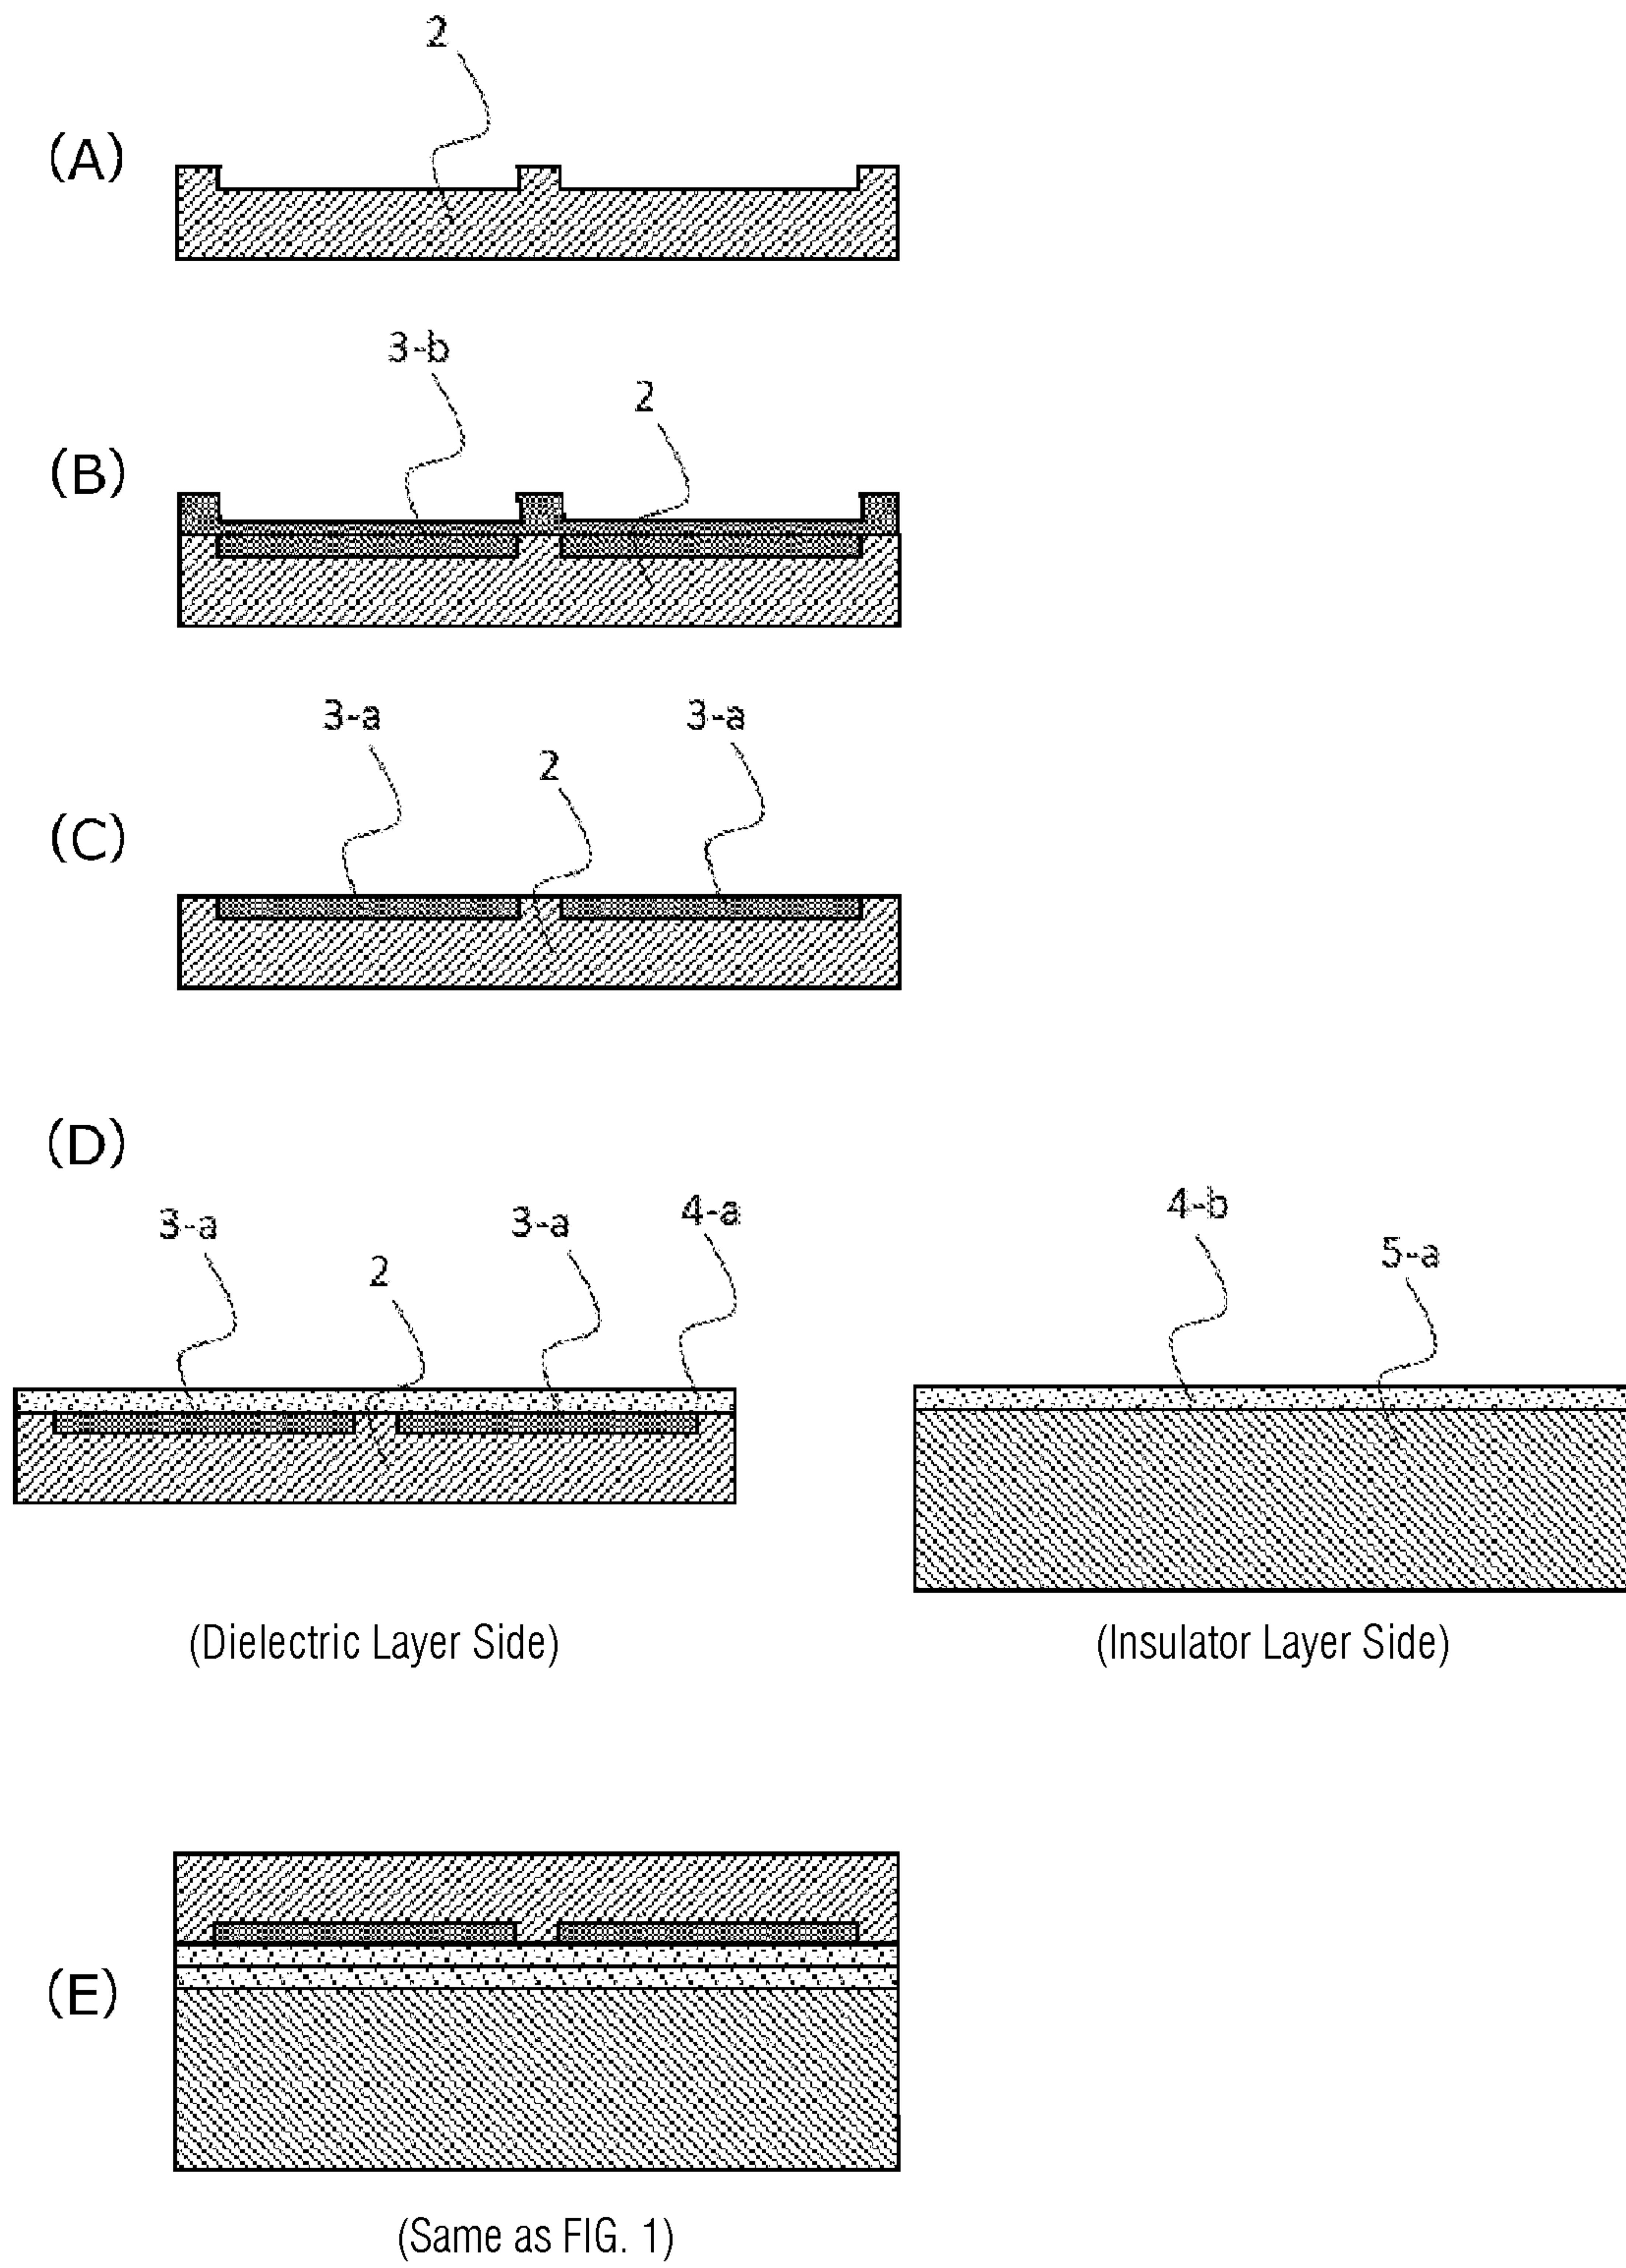 2
(A)
3-b
2
(B)
3-a
3-a
2
(C)
(D)
3-a
3-a
4-a
2
4-b
5-a
(Dielectric Layer Side)
(Insulator Layer Side)
(E)
(Same as FIG. 1)